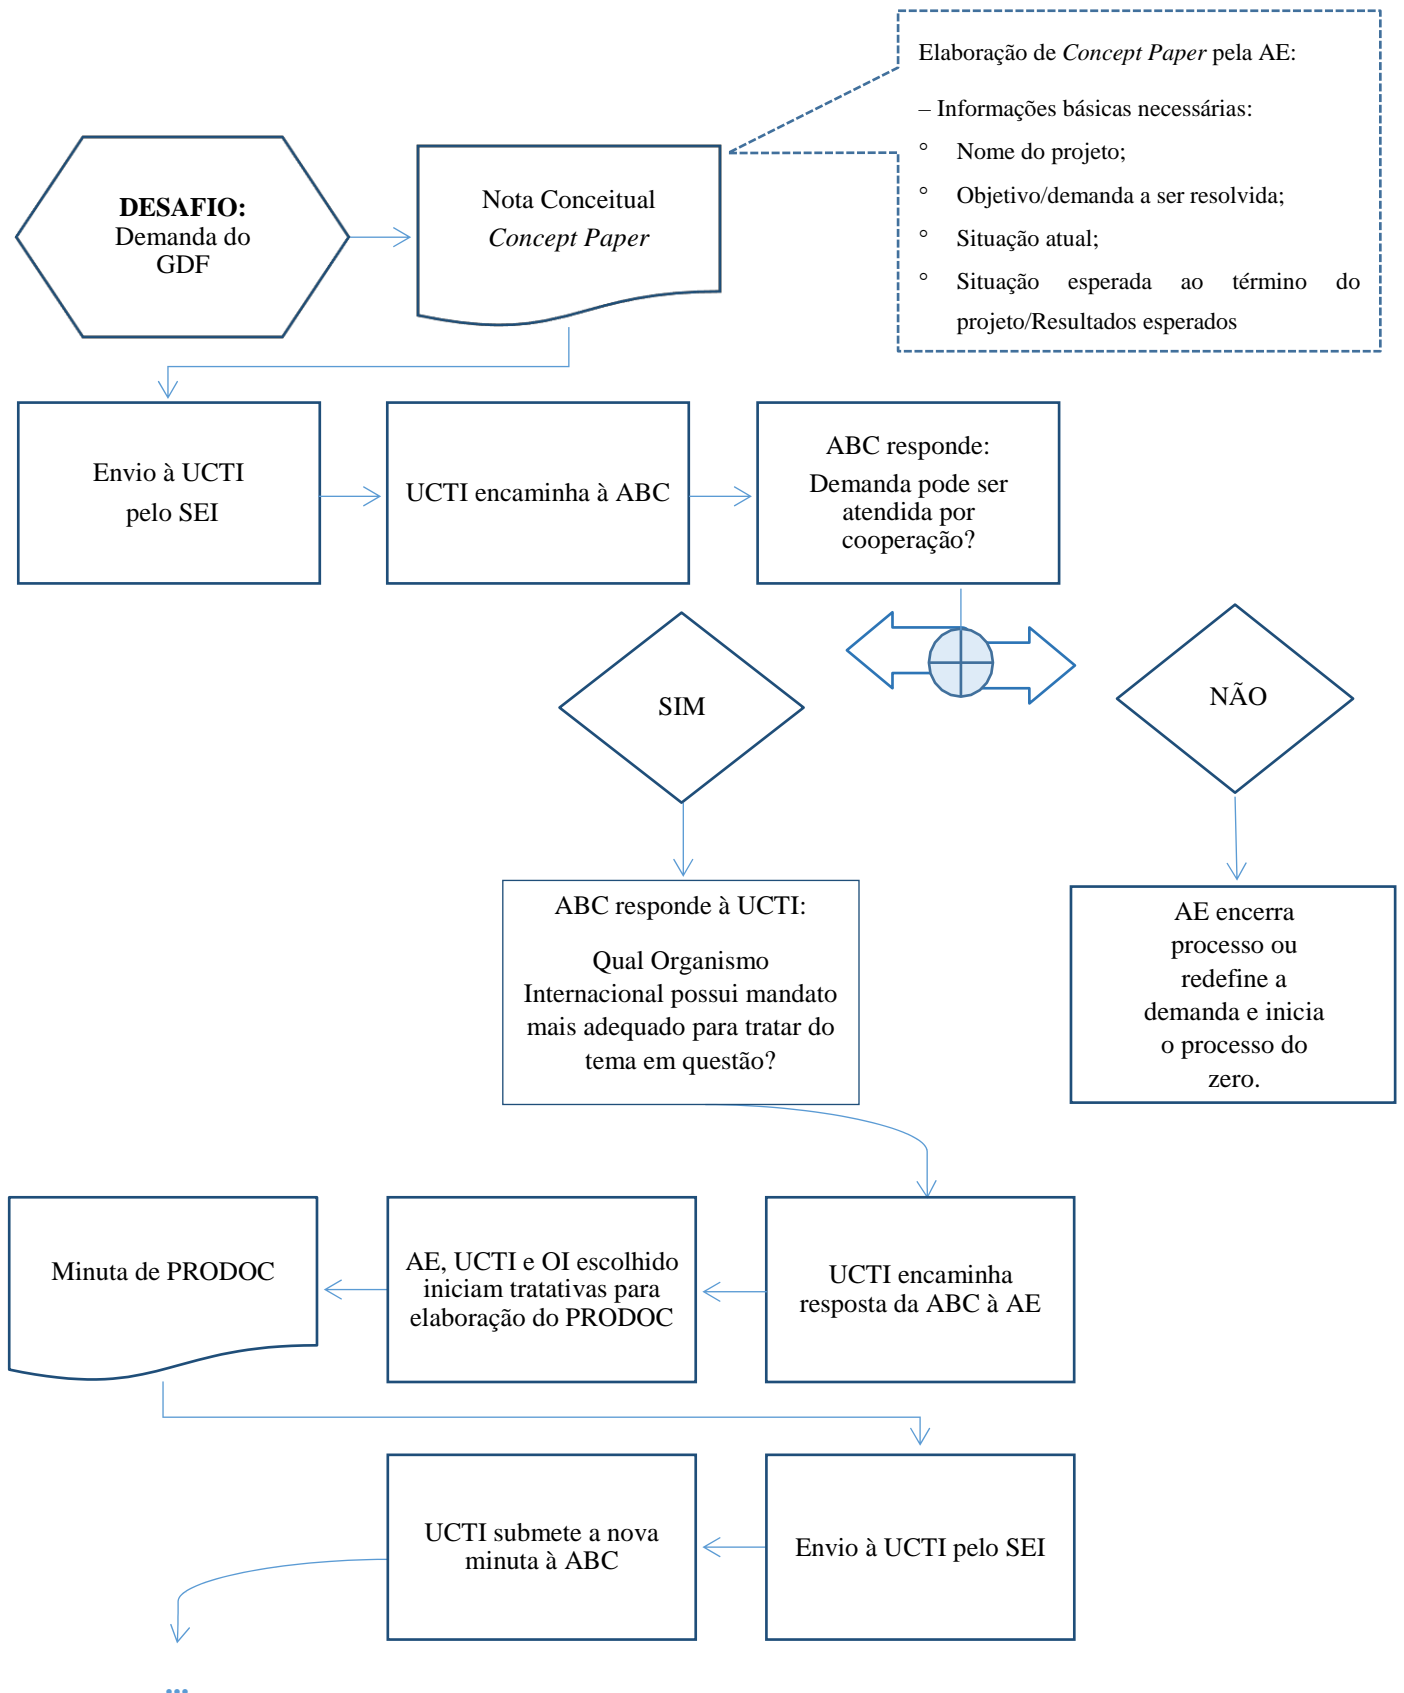 Elaboração de Concept Paper pela AE:
– Informações básicas necessárias:
° Nome do projeto;
° Objetivo/demanda a ser resolvida;
° Situação atual;
° Situação esperada ao término do
projeto/Resultados esperados
DESAFIO:
Demanda do
GDF
Nota Conceitual
Concept Paper
Envio à UCTI
pelo SEI
UCTI encaminha à ABC
ABC responde:
Demanda pode ser
atendida por
cooperação?
SIM
NÃO
ABC responde à UCTI:
Qual Organismo
Internacional possui mandato
mais adequado para tratar do
tema em questão?
AE encerra
processo ou
redefine a
demanda e inicia
o processo do
zero.
Minuta de PRODOC
AE, UCTI e OI escolhido
iniciam tratativas para
elaboração do PRODOC
UCTI encaminha
resposta da ABC à AE
UCTI submete a nova
minuta à ABC
Envio à UCTI pelo SEI
...